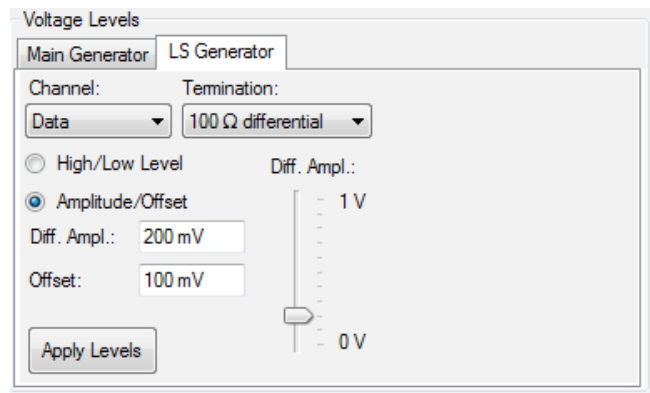 Voltage Levels
Main Generator LS Generator
Channel: Termination:
Data 100 Ω differential
High/Low Level Diff. Ampl.:
Amplitude/Offset 1 V
Diff. Ampl.: 200 mV
Offset: 100 mV
Apply Levels 0 V